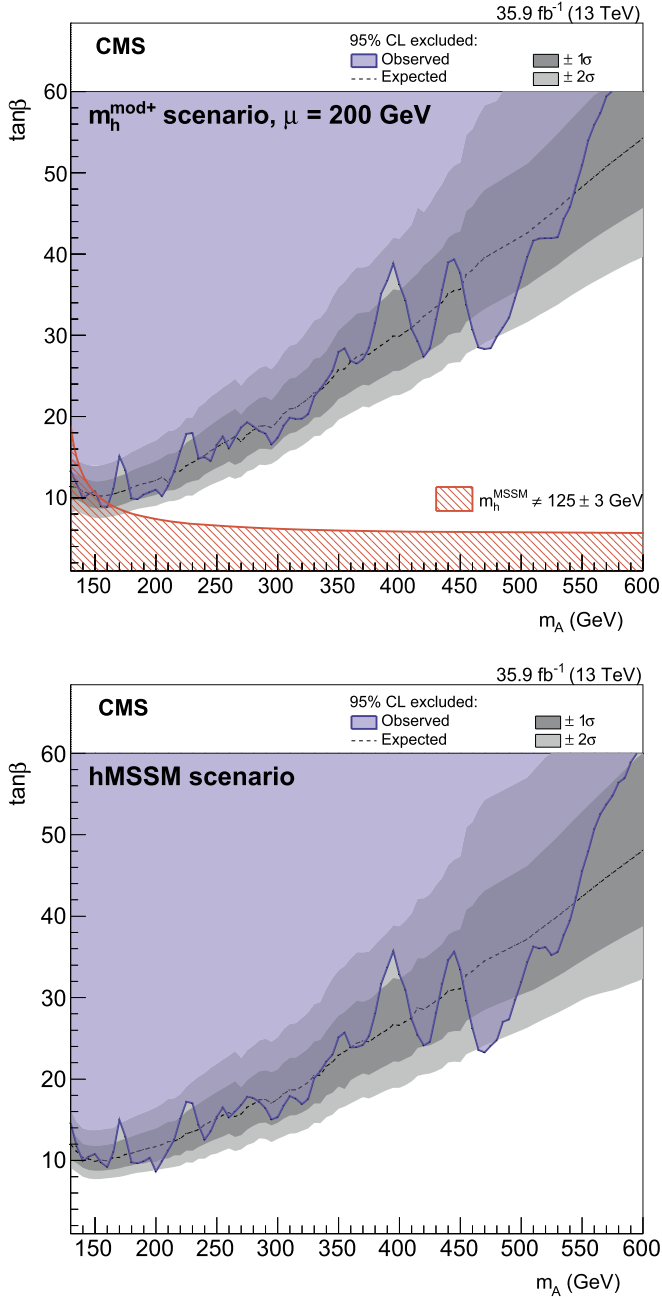 35.9 fb⁻¹ (13 TeV)
CMS
95% CL excluded:
Observed
± 1σ
Expected
± 2σ
m_h^mod+ scenario, μ = 200 GeV
tanβ
60
50
40
30
20
10
m_h^MSSM ≠ 125 ± 3 GeV
150 200 250 300 350 400 450 500 550 600
m_A (GeV)
35.9 fb⁻¹ (13 TeV)
CMS
95% CL excluded:
Observed
± 1σ
Expected
± 2σ
hMSSM scenario
tanβ
60
50
40
30
20
10
150 200 250 300 350 400 450 500 550 600
m_A (GeV)